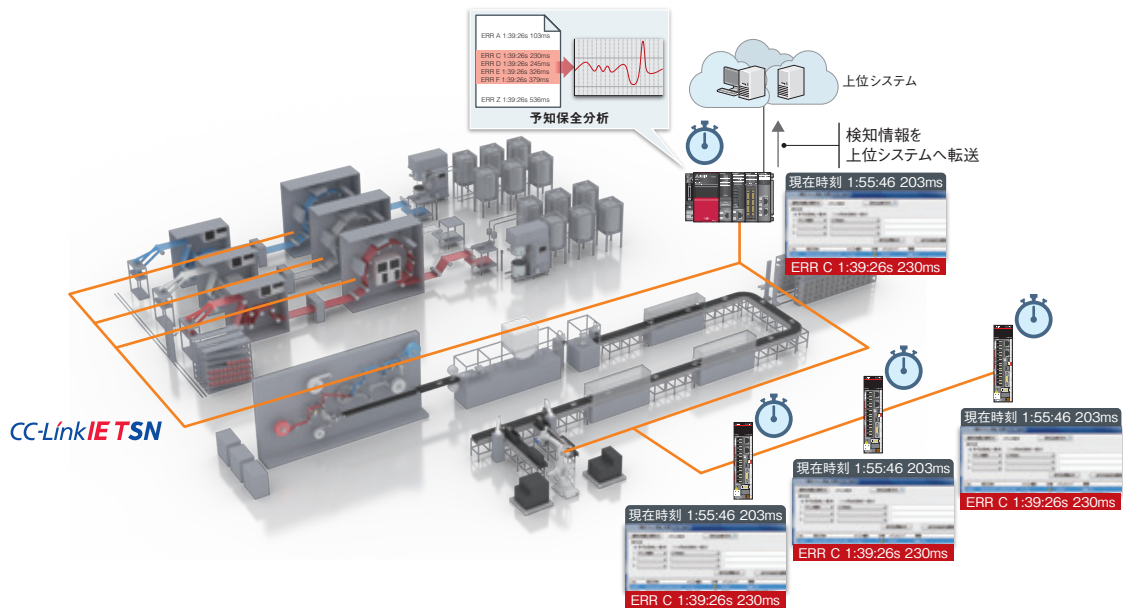 ERR A 1:39:26s 103ms
ERR C 1:39:26s 230ms
ERR D 1:39:26s 245ms
ERR E 1:39:26s 326ms
ERR F 1:39:26s 379ms
ERR Z 1:39:26s 536ms
予知保全分析
上位システム
検知情報を
上位システムへ転送
現在時刻 1:55:46 203ms
ERR C 1:39:26s 230ms
CC-Link IE TSN
現在時刻 1:55:46 203ms
ERR C 1:39:26s 230ms
現在時刻 1:55:46 203ms
ERR C 1:39:26s 230ms
現在時刻 1:55:46 203ms
ERR C 1:39:26s 230ms